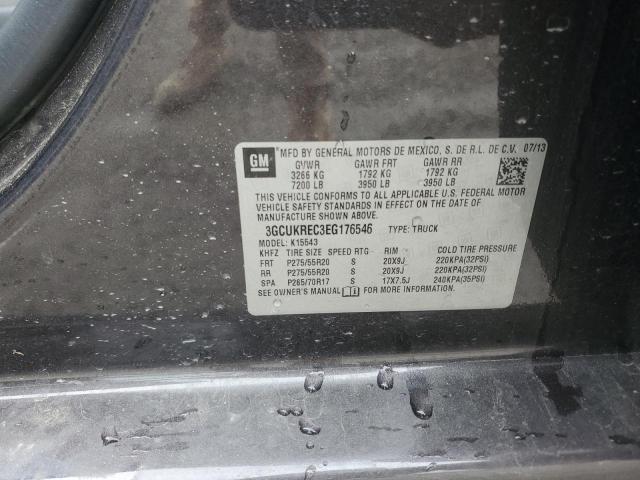 GM MFD BY GENERAL MOTORS DE MEXICO, S. DE R.L. DE C.V. 07/13
GVWR GAWR FRT GAWR RR
3266 KG 1792 KG 1792 KG
7200 LB 3950 LB 3950 LB
THIS VEHICLE CONFORMS TO ALL APPLICABLE U.S. FEDERAL MOTOR
VEHICLE SAFETY STANDARDS IN EFFECT ON THE DATE OF
MANUFACTURE SHOWN ABOVE.
3GCUKREC3EG176546 TYPE: TRUCK
MODEL: K15543
KHFZ TIRE SIZE SPEED RTG RIM COLD TIRE PRESSURE
FRT P275/55R20 S 20X9J 220KPA(32PSI)
RR P275/55R20 S 20X9J 220KPA(32PSI)
SPA P265/70R17 S 17X7.5J 240KPA(35PSI)
SEE OWNER'S MANUAL FOR MORE INFORMATION.